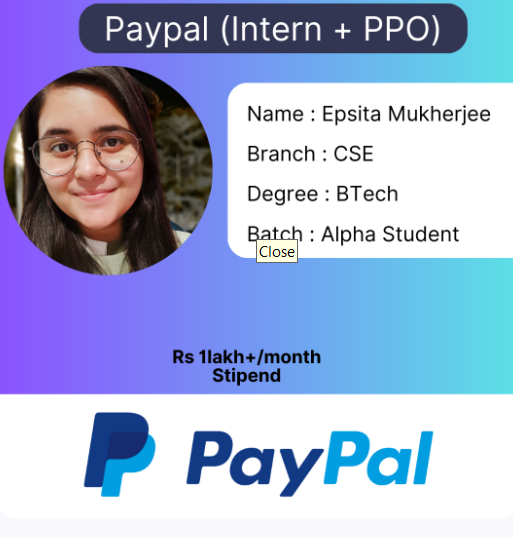 Paypal (Intern + PPO)
Name : Epsita Mukherjee
Branch : CSE
Degree : BTech
Batch : Alpha Student
Close
Rs 1lakh+/month
Stipend
PayPal